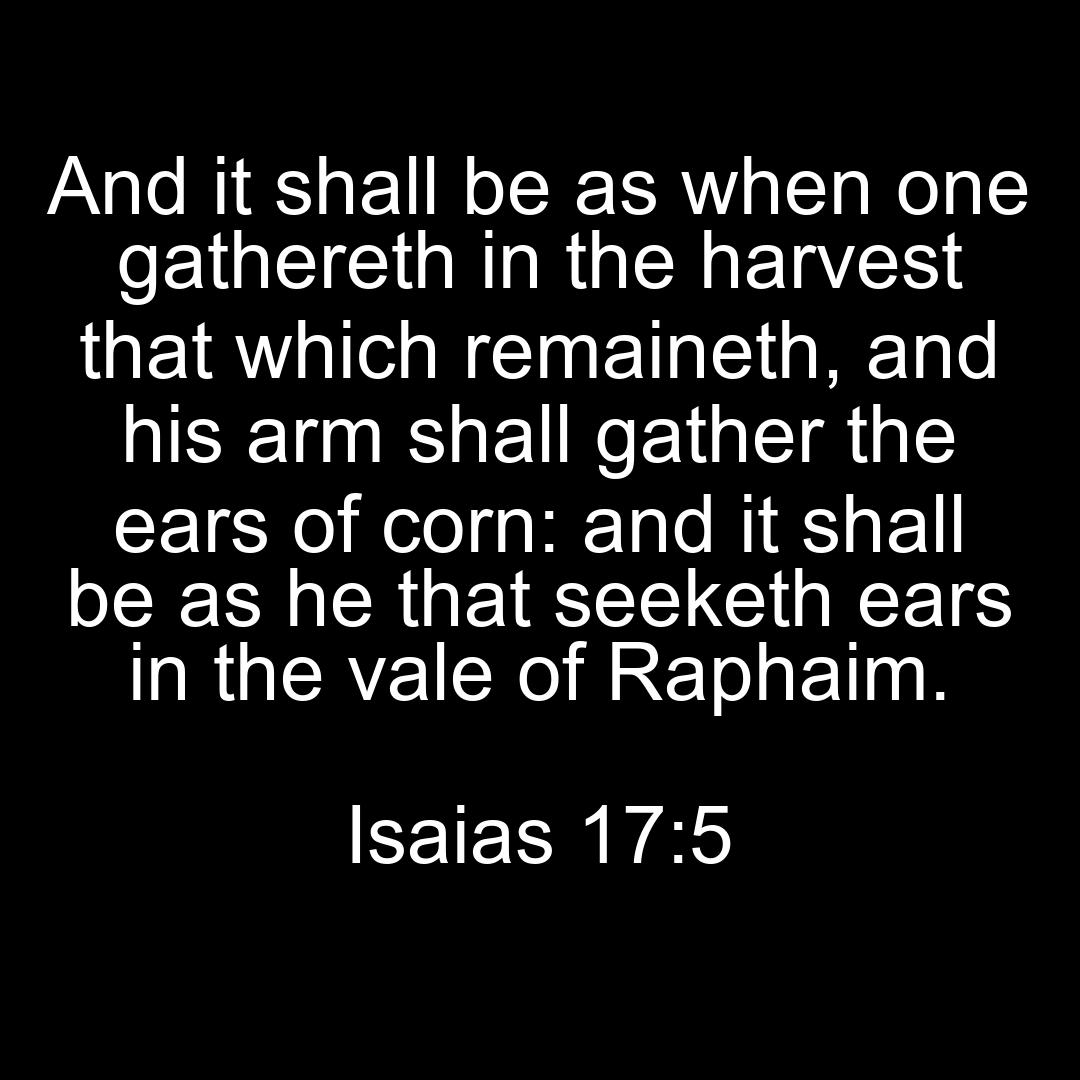 And it shall be as when one
gathereth in the harvest
that which remaineth, and
his arm shall gather the
ears of corn: and it shall
be as he that seeketh ears
in the vale of Raphaim.
Isaias 17:5